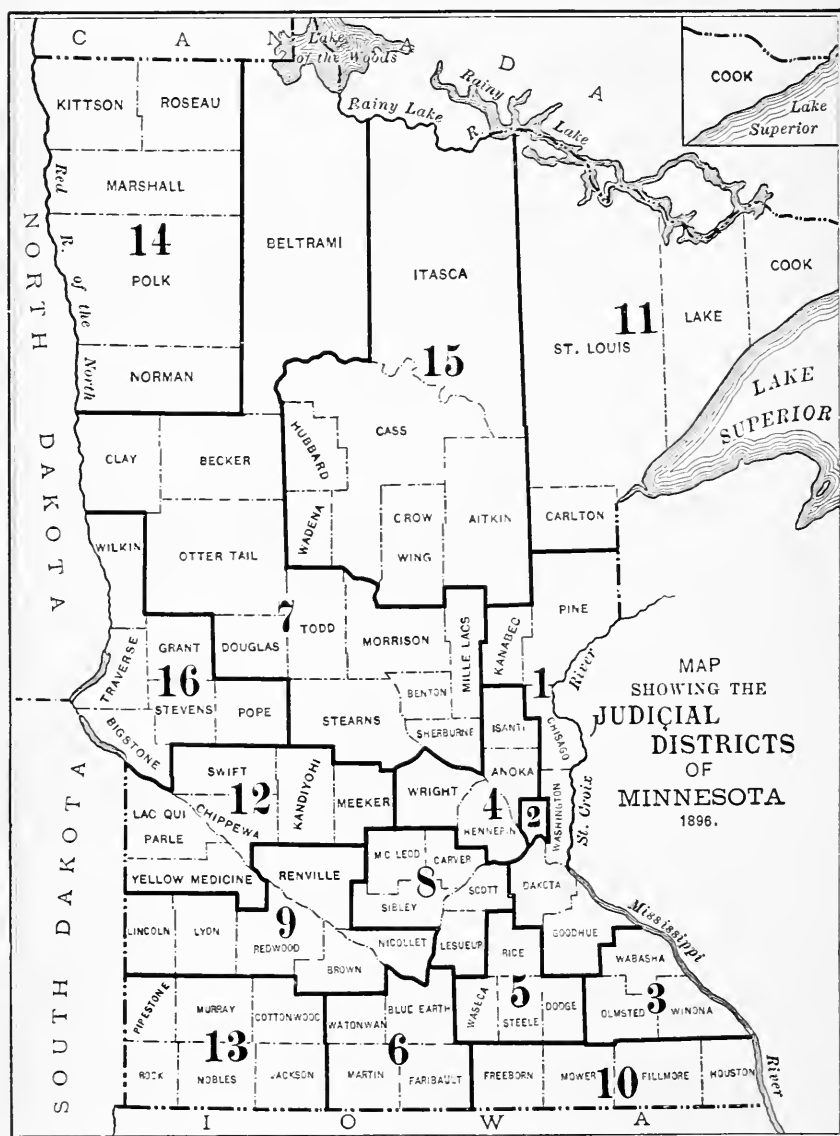 C A N A D A
Lake
of the Woods
Rainy Lake
Rainy
R.
Lake
COOK
Lake
Superior
KITTSON
ROSEAU
Red
R.
of the
North
MARSHALL
14
POLK
NORMAN
BELTRAMI
ITASCA
11
ST. LOUIS
LAKE
COOK
LAKE
SUPERIOR
15
NORTH DAKOTA
CLAY
BECKER
HUBBARD
CASS
WADENA
CROW
WING
AITKIN
CARLTON
WILKIN
OTTER TAIL
7
TODD
MORRISON
MILLE LACS
KANABEC
PINE
TRAVERSE
GRANT
DOUGLAS
16
STEVENS
POPE
BIGSTONE
STEARNS
BENTON
SHERBURNE
1
ISANTI
CHISAGO
River
St. Croix
MAP
SHOWING THE
JUDICIAL
DISTRICTS
OF
MINNESOTA
1896.
SWIFT
12
CHIPPEWA
KANDIYOHI
MEEKER
WRIGHT
4
HENNEPIN
ANOKA
2
WASHINGTON
LAC QUI
PARLE
YELLOW MEDICINE
RENVILLE
MC LEOD
CARVER
8
SIBLEY
SCOTT
DAKOTA
GOODHUE
LINCOLN
LYON
9
REDWOOD
BROWN
NICOLLET
LESUEUR
RICE
Mississippi
River
WABASHA
PIPESTONE
MURRAY
COTTONWOOD
WATONWAN
BLUE EARTH
WASECA
5
STEELE
DODGE
OLMSTED
3
WINONA
13
ROCK
NOBLES
JACKSON
6
MARTIN
FARIBAULT
FREEBORN
MOWER
10
FILLMORE
HOUSTON
SOUTH DAKOTA
I O W A